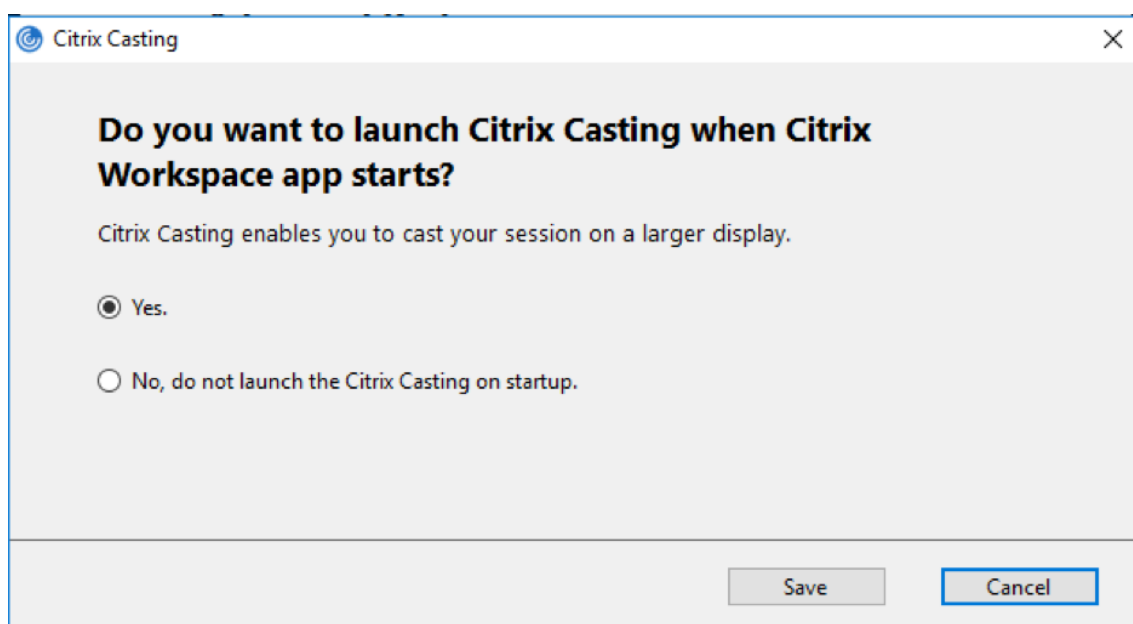 Citrix Casting
Do you want to launch Citrix Casting when Citrix
Workspace app starts?
Citrix Casting enables you to cast your session on a larger display.
Yes.
No, do not launch the Citrix Casting on startup.
Save
Cancel